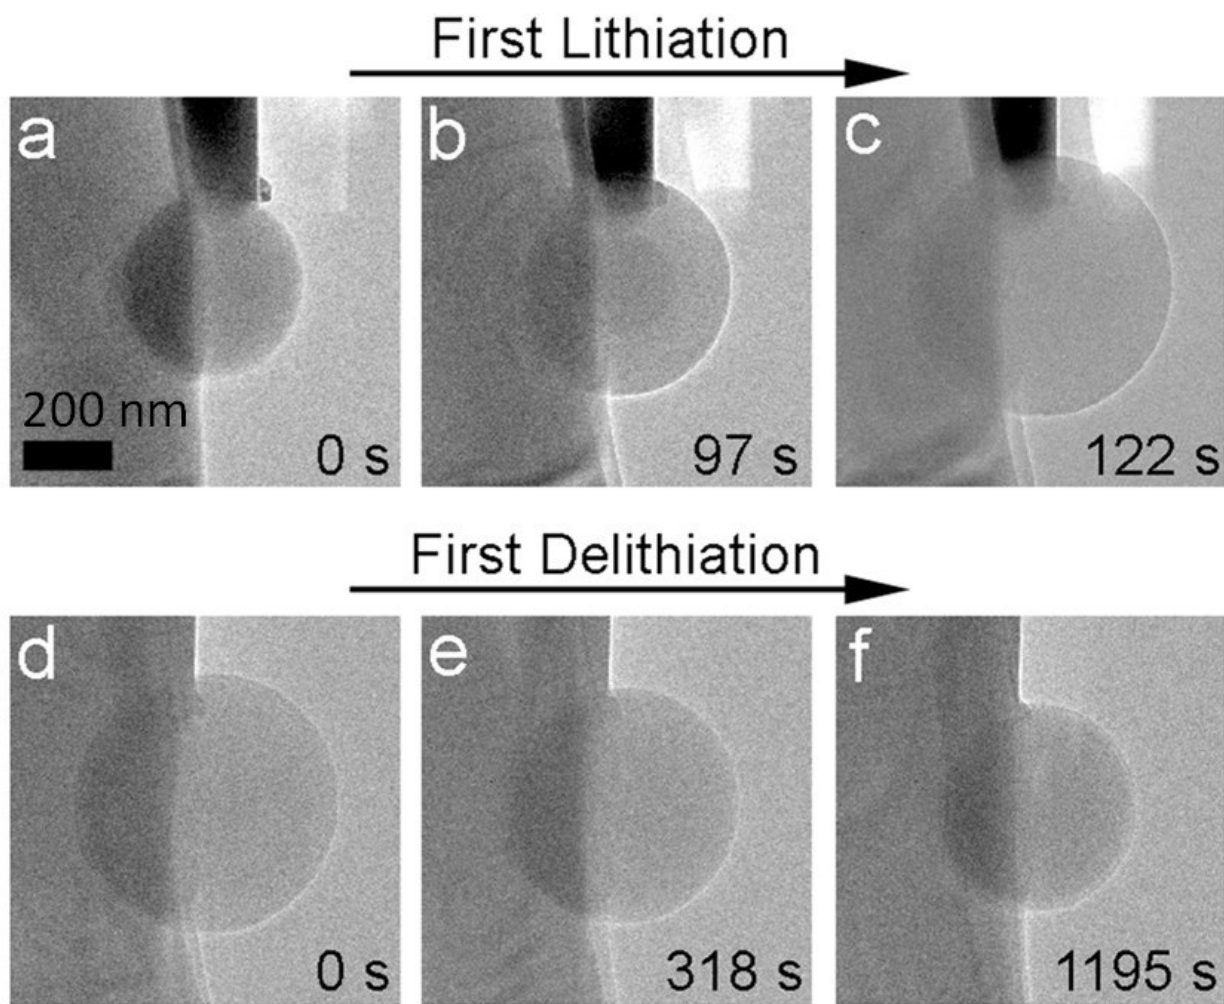 First Lithiation
a
b
c
200 nm
0 s
97 s
122 s
First Delithiation
d
e
f
0 s
318 s
1195 s